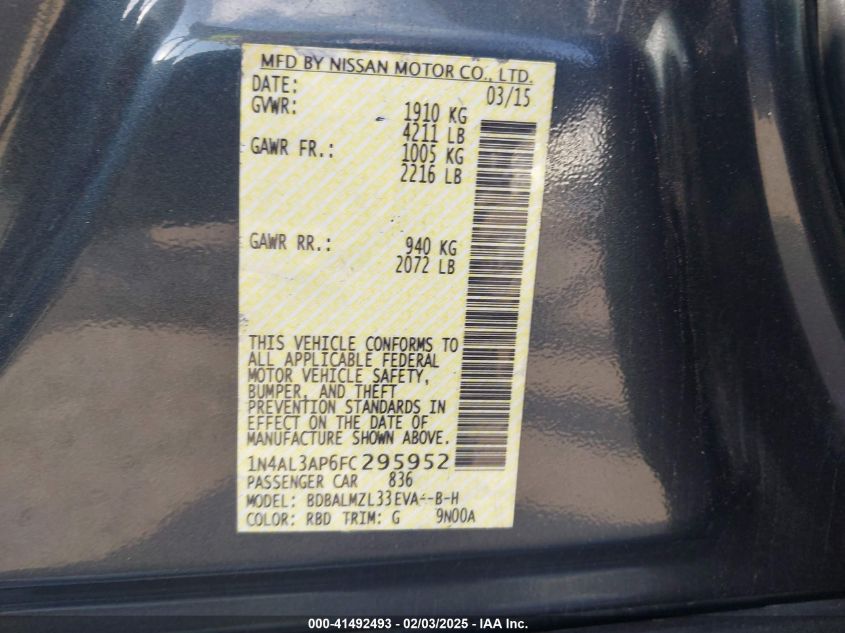 MFD BY NISSAN MOTOR CO., LTD.
DATE: 03/15
GVWR: 1910 KG
4211 LB
GAWR FR.: 1005 KG
2216 LB
GAWR RR.: 940 KG
2072 LB
THIS VEHICLE CONFORMS TO
ALL APPLICABLE FEDERAL
MOTOR VEHICLE SAFETY,
BUMPER, AND THEFT
PREVENTION STANDARDS IN
EFFECT ON THE DATE OF
MANUFACTURE SHOWN ABOVE.
1N4AL3AP6FC295952
PASSENGER CAR 836
MODEL: BDBALMZL33EVA--B-H
COLOR: RBD TRIM: G 9N00A
000-41492493 - 02/03/2025 - IAA Inc.